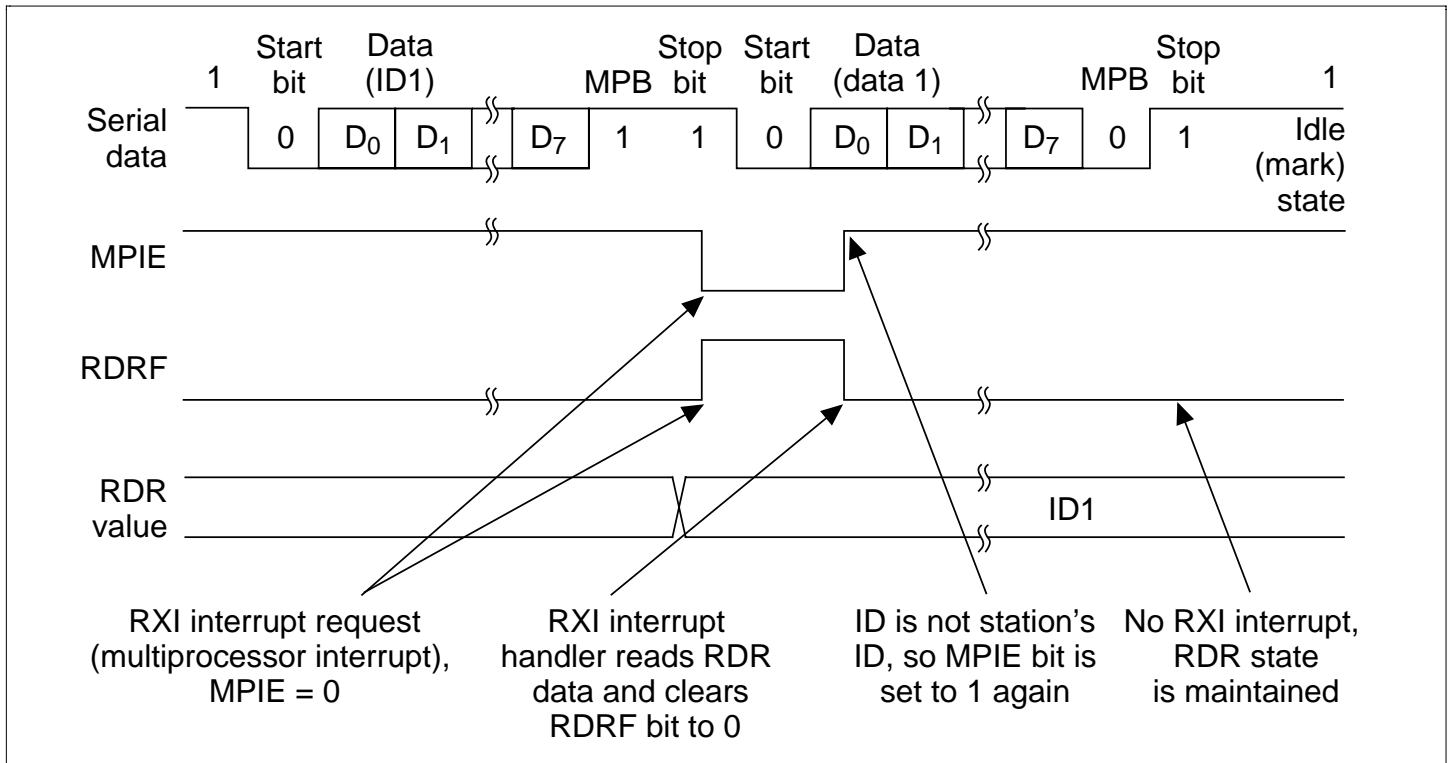 Start Data Stop Start Data Stop
1 bit (ID1) MPB bit bit (data 1) MPB bit 1
Serial data
0 D0 D1 D7 1 1 0 D0 D1 D7 0 1
Idle
(mark)
state
MPIE
RDRF
RDR
value
ID1
RXI interrupt request
(multiprocessor interrupt),
MPIE = 0
RXI interrupt
handler reads RDR
data and clears
RDRF bit to 0
ID is not station's
ID, so MPIE bit is
set to 1 again
No RXI interrupt,
RDR state
is maintained